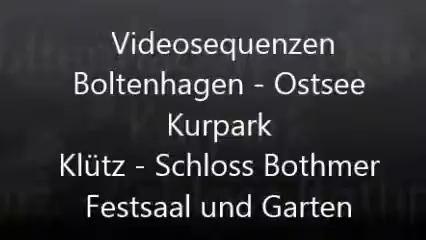 Videosequenzen
Boltenhagen - Ostsee
Kurpark
Klütz - Schloss Bothmer
Festsaal und Garten